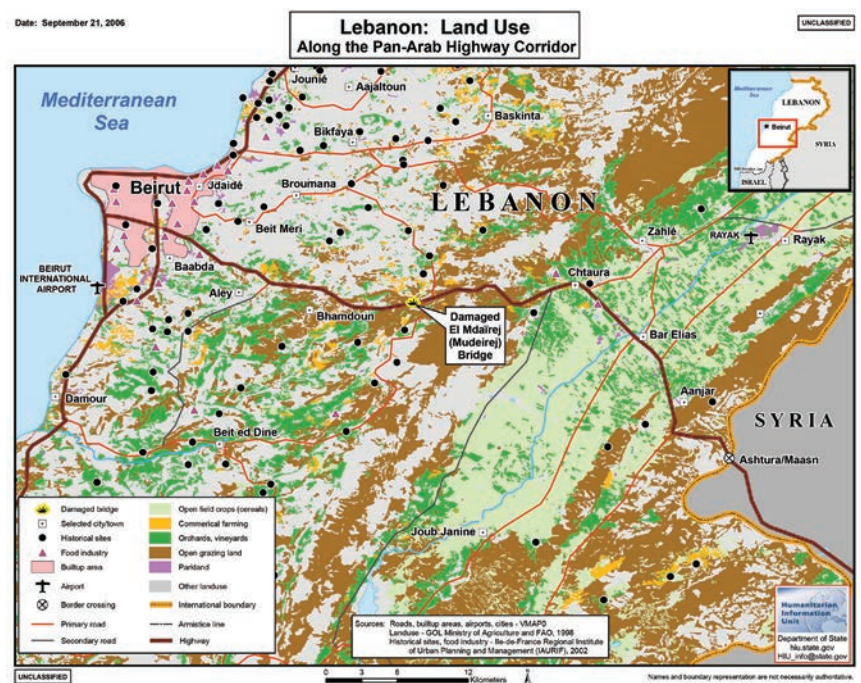 Date: September 21, 2006
Lebanon: Land Use
Along the Pan-Arab Highway Corridor
UNCLASSIFIED
Mediterranean
Sea
Jounié
Aajaltoun
Baskinta
Bikfaya
Beirut
Jdaidé
Broumana
LEBANON
Beit Meri
Zahlé
RAYAK
Rayak
BEIRUT
INTERNATIONAL
AIRPORT
Baabda
Aley
Chtaura
Bhamdoun
Damaged
El Mdaïrej
(Mudeirej)
Bridge
Bar Elias
Damour
Aanjar
SYRIA
Beit ed Dine
Ashtura/Maasn
Joub Janine
LEBANON
Beirut
SYRIA
ISRAEL
Damaged bridge
Selected city/town
Historical sites
Food industry
Builtup area
Airport
Border crossing
Primary road
Secondary road
Open field crops (cereals)
Commerical farming
Orchards, vineyards
Open grazing land
Parkland
Other landuse
International boundary
Armistice line
Highway
Sources: Roads, builtup areas, airports, cities - VMAP0
Landuse - GOL Ministry of Agriculture and FAO, 1998
Historical sites, food industry - Ile-de-France Regional Institute
of Urban Planning and Management (IAURIF), 2002
Humanitarian
Information
Unit
Department of State
hiu.state.gov
HIU_info@state.gov
UNCLASSIFIED
0 3 6 12
Kilometers
N
Names and boundary representation are not necessarily authoritative.